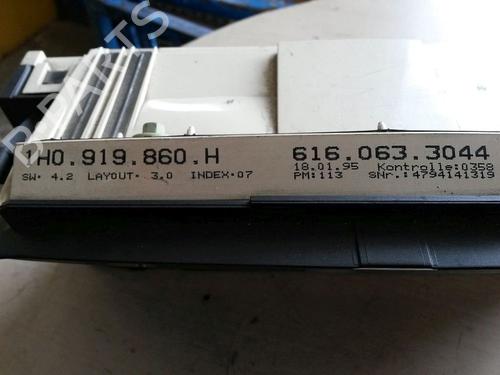 B-PARTS
1H0.919.860.H 616.063.3044
SW: 4.2 LAYOUT: 3.0 INDEX:07 18.01.95 Kontrolle:0358
PM:113 SNr.:4794141319